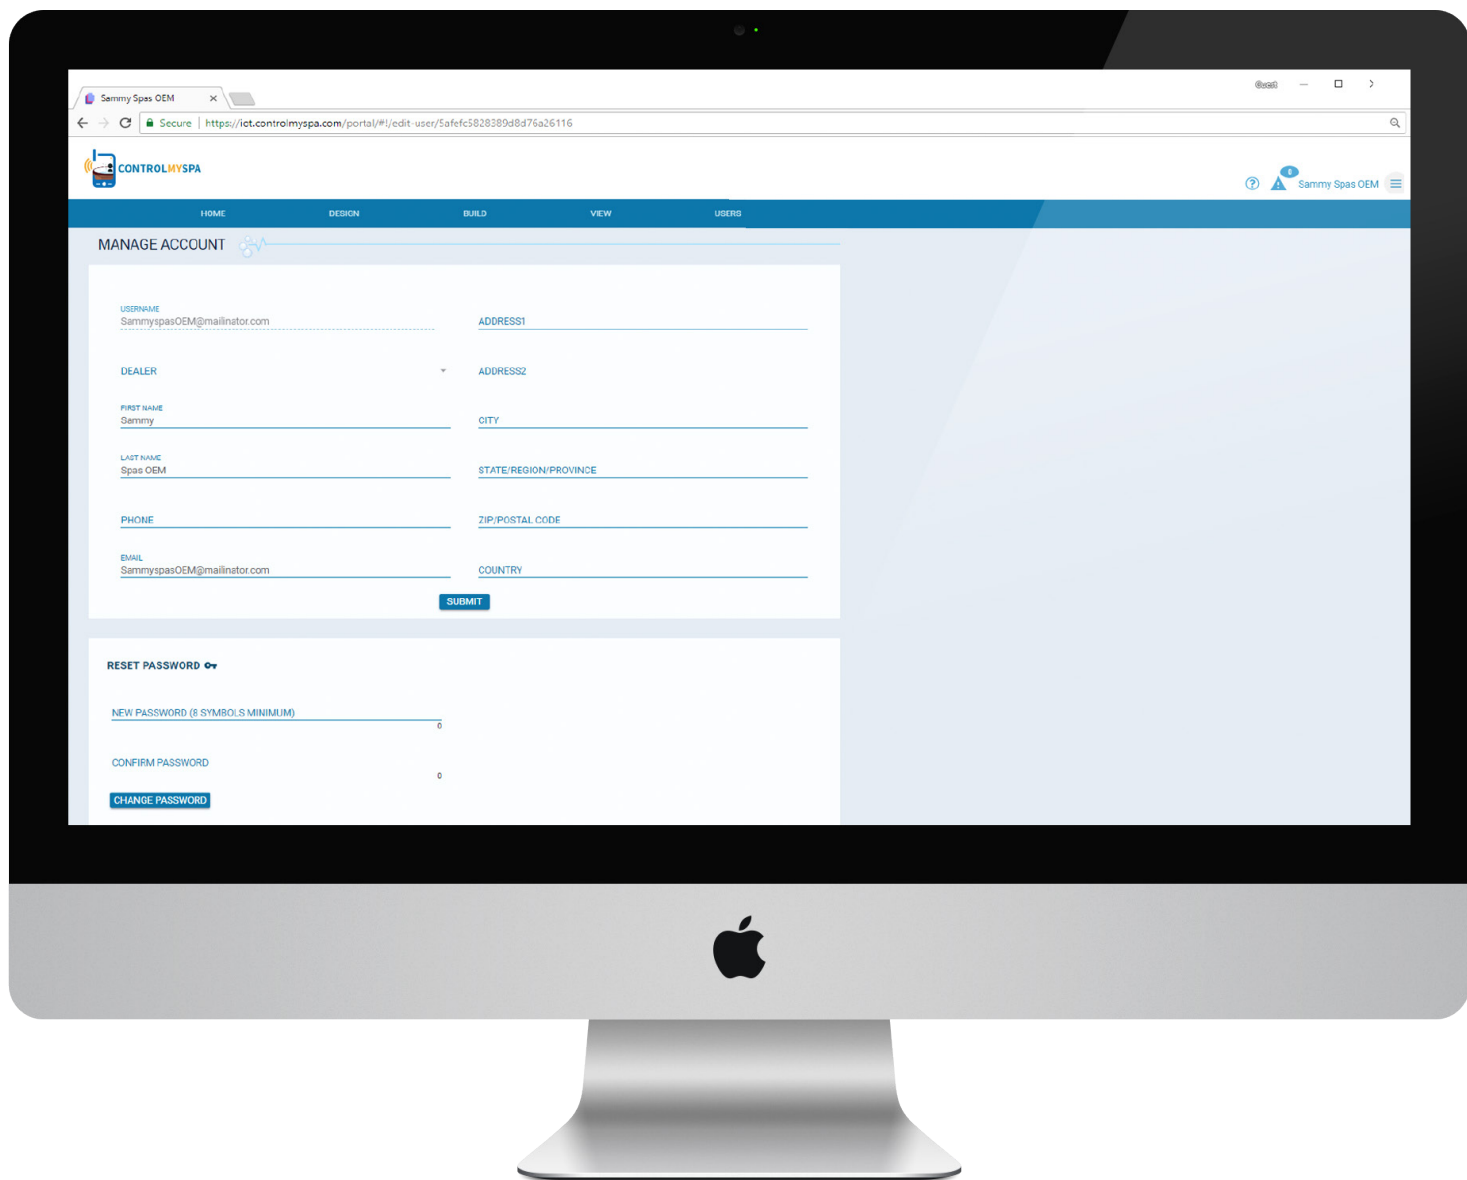 Sammy Spas OEM
Guest
Secure | https://iot.controlmyspa.com/portal/#!/edit-user/5afefc5828389d8d76a26116
CONTROLMYSPA
0
Sammy Spas OEM
HOME DESIGN BUILD VIEW USERS
MANAGE ACCOUNT
USERNAME
SammyspasOEM@mailinator.com
ADDRESS1
DEALER
ADDRESS2
FIRST NAME
Sammy
CITY
LAST NAME
Spas OEM
STATE/REGION/PROVINCE
PHONE
ZIP/POSTAL CODE
EMAIL
SammyspasOEM@mailinator.com
COUNTRY
SUBMIT
RESET PASSWORD
NEW PASSWORD (8 SYMBOLS MINIMUM)
0
CONFIRM PASSWORD
0
CHANGE PASSWORD